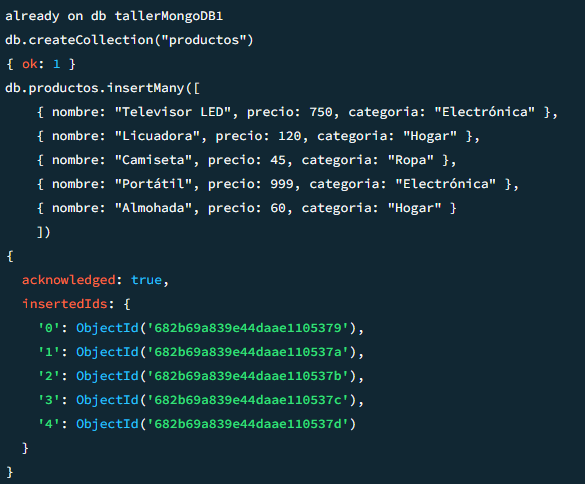 already on db tallerMongoDB1
db.createCollection("productos")
{ ok: 1 }
db.productos.insertMany([
    { nombre: "Televisor LED", precio: 750, categoria: "Electrónica" },
    { nombre: "Licuadora", precio: 120, categoria: "Hogar" },
    { nombre: "Camiseta", precio: 45, categoria: "Ropa" },
    { nombre: "Portátil", precio: 999, categoria: "Electrónica" },
    { nombre: "Almohada", precio: 60, categoria: "Hogar" }
    ])
{
  acknowledged: true,
  insertedIds: {
    '0': ObjectId('682b69a839e44daae1105379'),
    '1': ObjectId('682b69a839e44daae110537a'),
    '2': ObjectId('682b69a839e44daae110537b'),
    '3': ObjectId('682b69a839e44daae110537c'),
    '4': ObjectId('682b69a839e44daae110537d')
  }
}